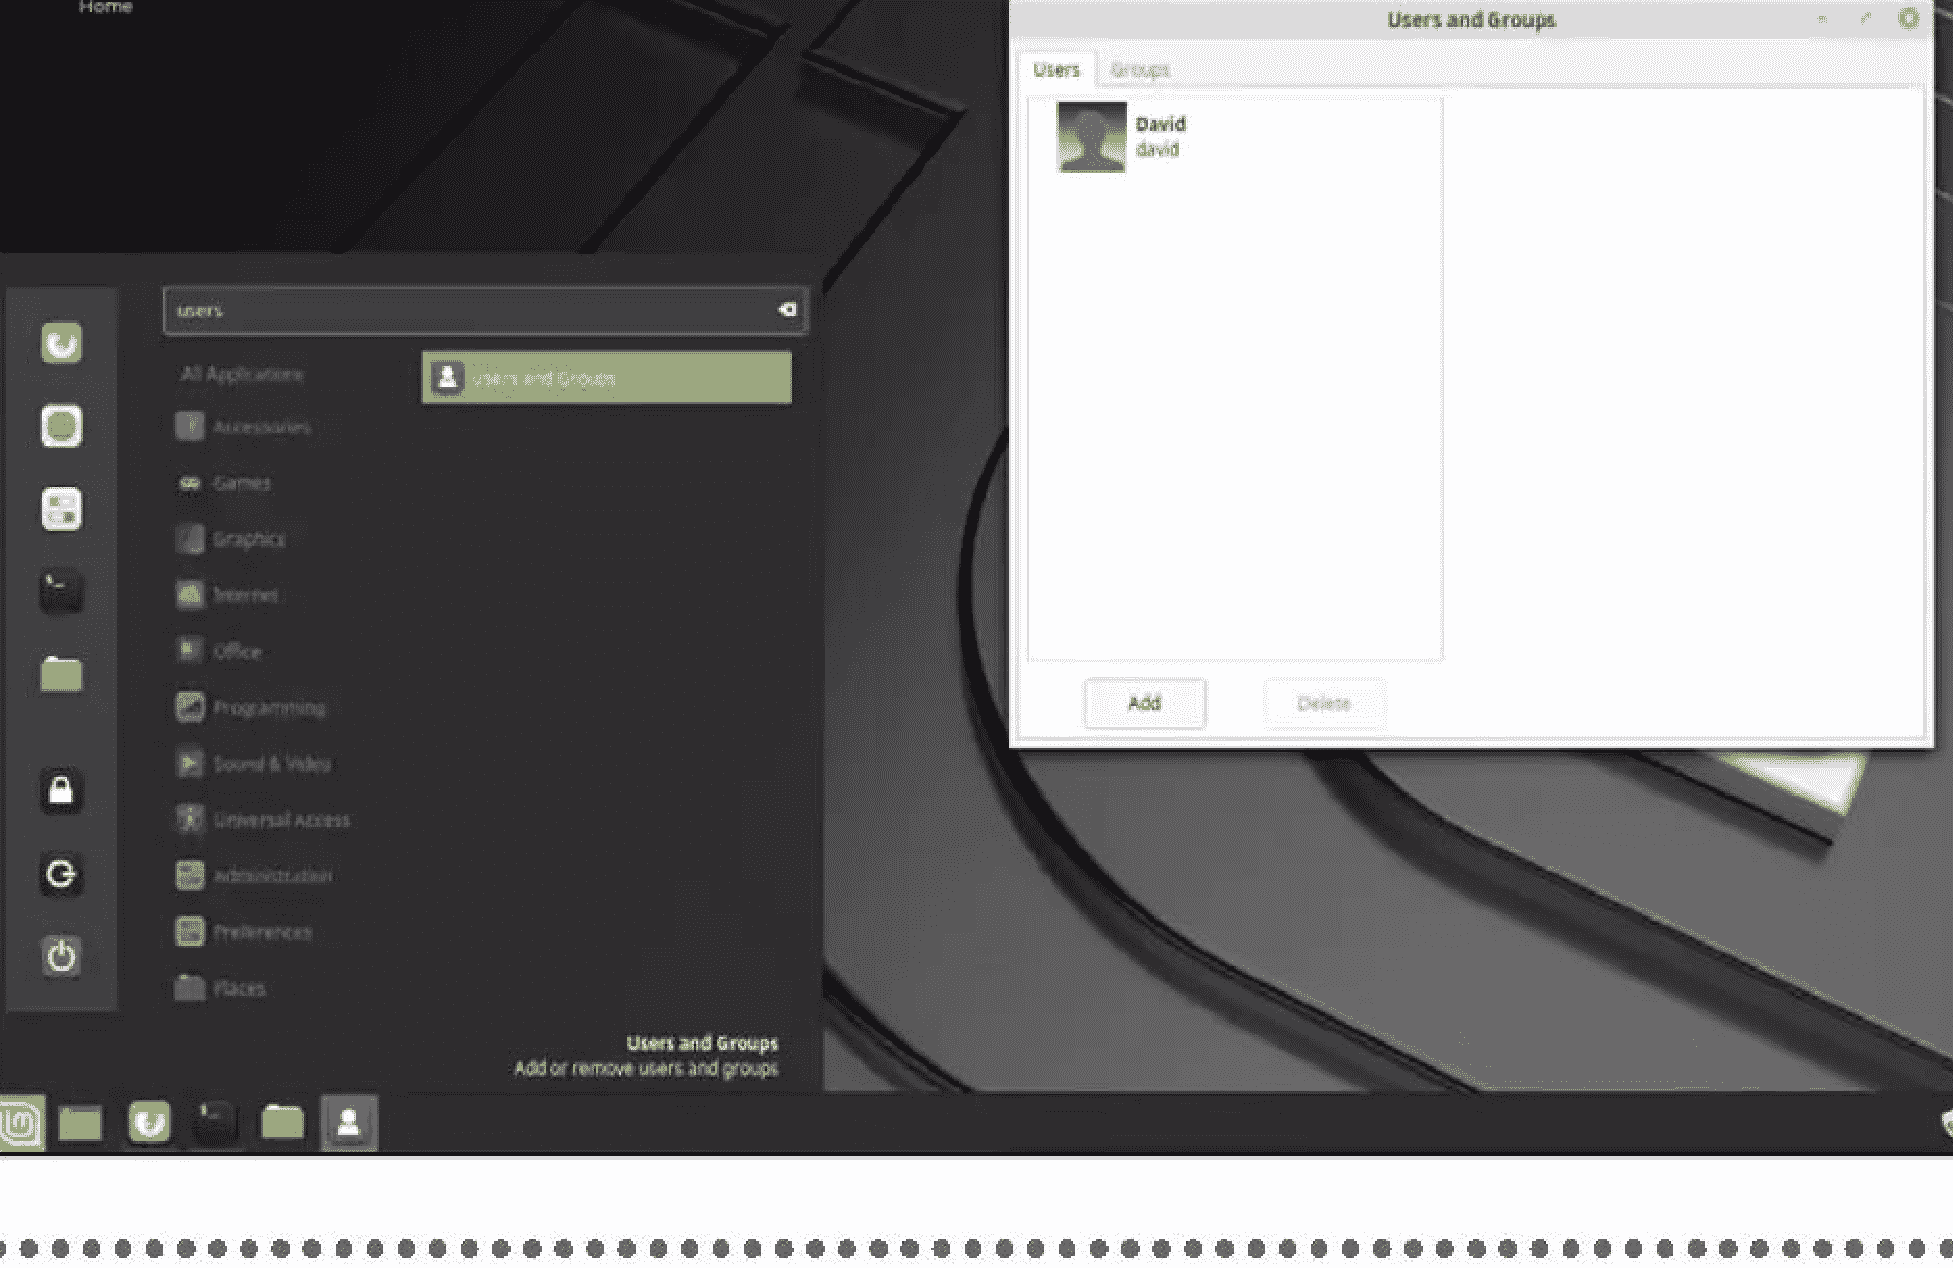 Home
Users and Groups
Users Groups
David
david
Add Delete
users
All Applications
Users and Groups
Accessories
Games
Graphics
Internet
Office
Programming
Sound & Video
Universal Access
Administration
Preferences
Places
Users and Groups
Add or remove users and groups